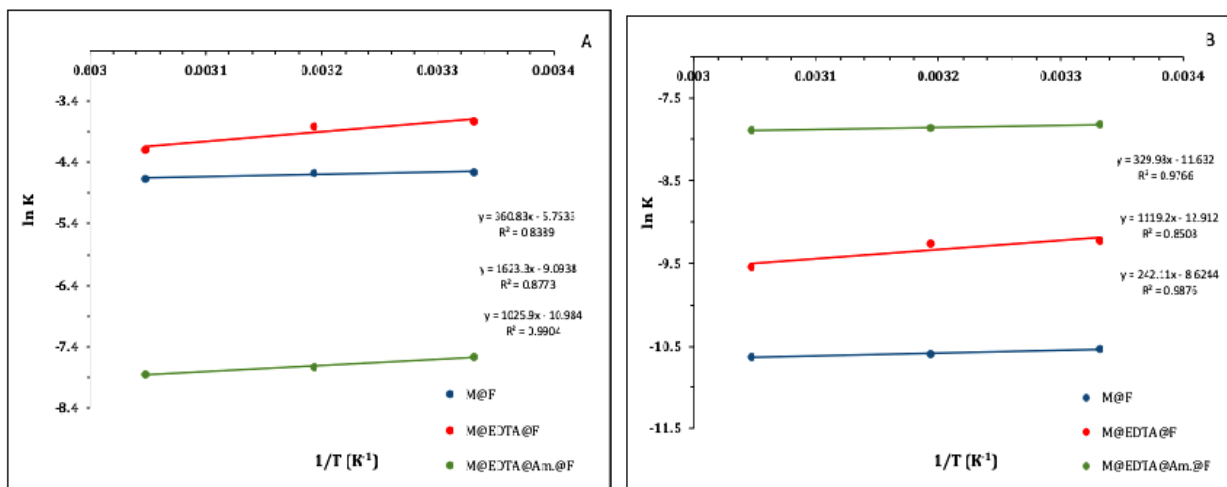 A
0.003 0.0031 0.0032 0.0033 0.0034
-3.4
-4.4
-5.4
-6.4
-7.4
-8.4
ln K
y = 360.83x - 5.7533
R² = 0.8389
y = 1623.3x - 9.0938
R² = 0.8773
y = 1025.9x - 10.984
R² = 0.9904
M@F
M@EDTA@F
M@EDTA@Am.@F
1/T (K⁻¹)
B
0.003 0.0031 0.0032 0.0033 0.0034
-7.5
-8.5
-9.5
-10.5
-11.5
ln K
y = 329.93x - 11.632
R² = 0.9766
y = 1119.2x - 12.912
R² = 0.8503
y = 242.11x - 8.6244
R² = 0.9876
M@F
M@EDTA@F
M@EDTA@Am.@F
1/T (K⁻¹)